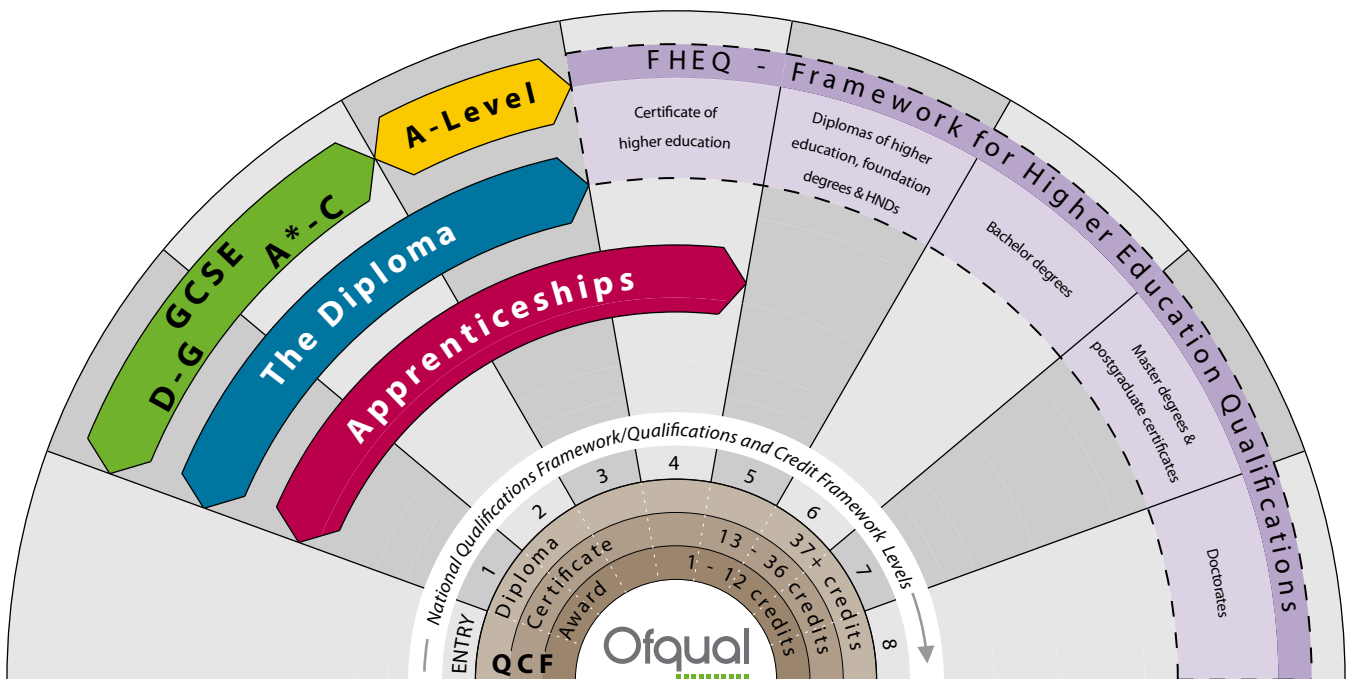 GCSE
D-G A*-C
A-Level
The Diploma
Apprenticeships
FHEQ - Framework for Higher Education Qualifications
Certificate of
higher education
Diplomas of higher
education, foundation
degrees & HNDs
Bachelor degrees
Master degrees &
postgraduate certificates
Doctorates
National Qualifications Framework/Qualifications and Credit Framework Levels
ENTRY 1 2 3 4 5 6 7 8
Diploma 37+ credits
Certificate 13 - 36 credits
Award 1 - 12 credits
QCF
Ofqual